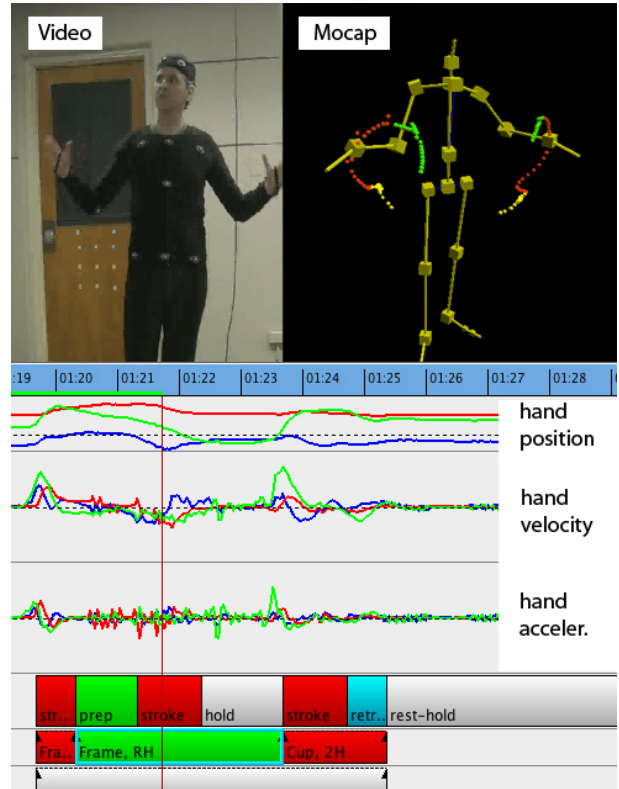 Video
Mocap
:19 01:20 01:21 01:22 01:23 01:24 01:25 01:26 01:27 01:28
hand
position
hand
velocity
hand
acceler.
str.. prep stroke hold stroke retr.. rest-hold
Fra.. Frame, RH Cup, 2H